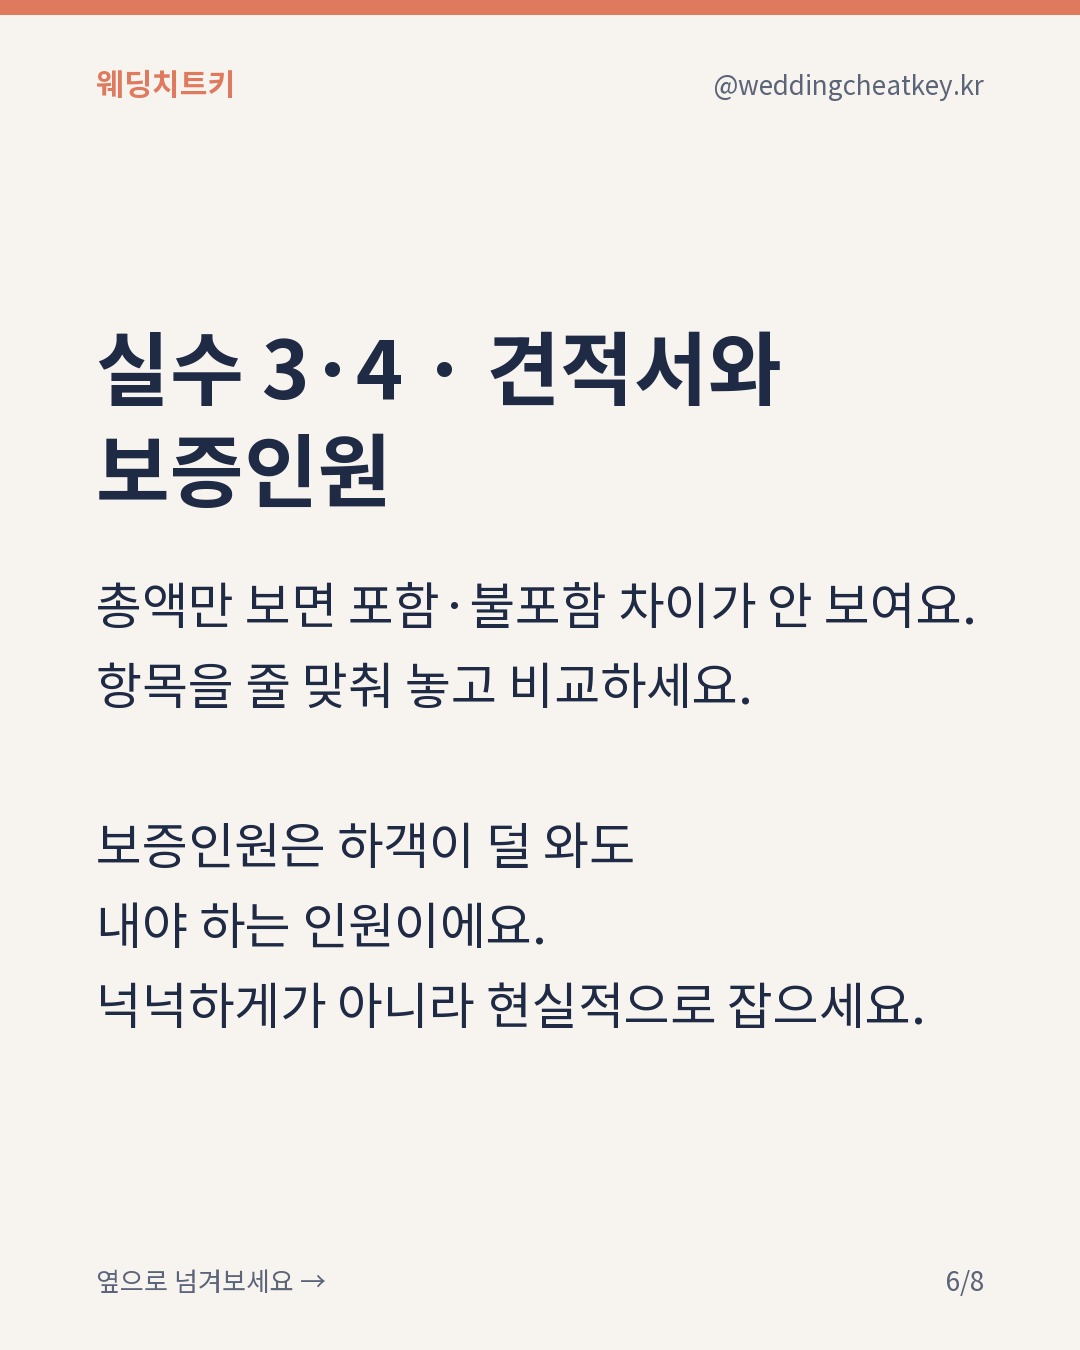 웨딩치트키
@weddingcheatkey.kr
실수 3·4 · 견적서와
보증인원
총액만 보면 포함·불포함 차이가 안 보여요.
항목을 줄 맞춰 놓고 비교하세요.
보증인원은 하객이 덜 와도
내야 하는 인원이에요.
넉넉하게가 아니라 현실적으로 잡으세요.
옆으로 넘겨보세요 →
6/8